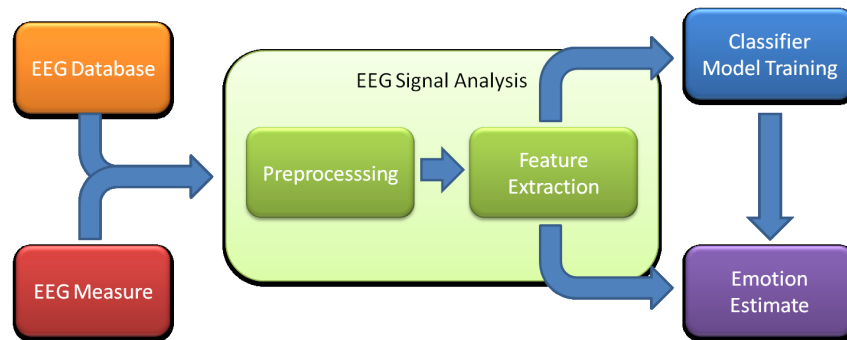 EEG Database
EEG Measure
EEG Signal Analysis
Preprocesssing
Feature
Extraction
Classifier
Model Training
Emotion
Estimate